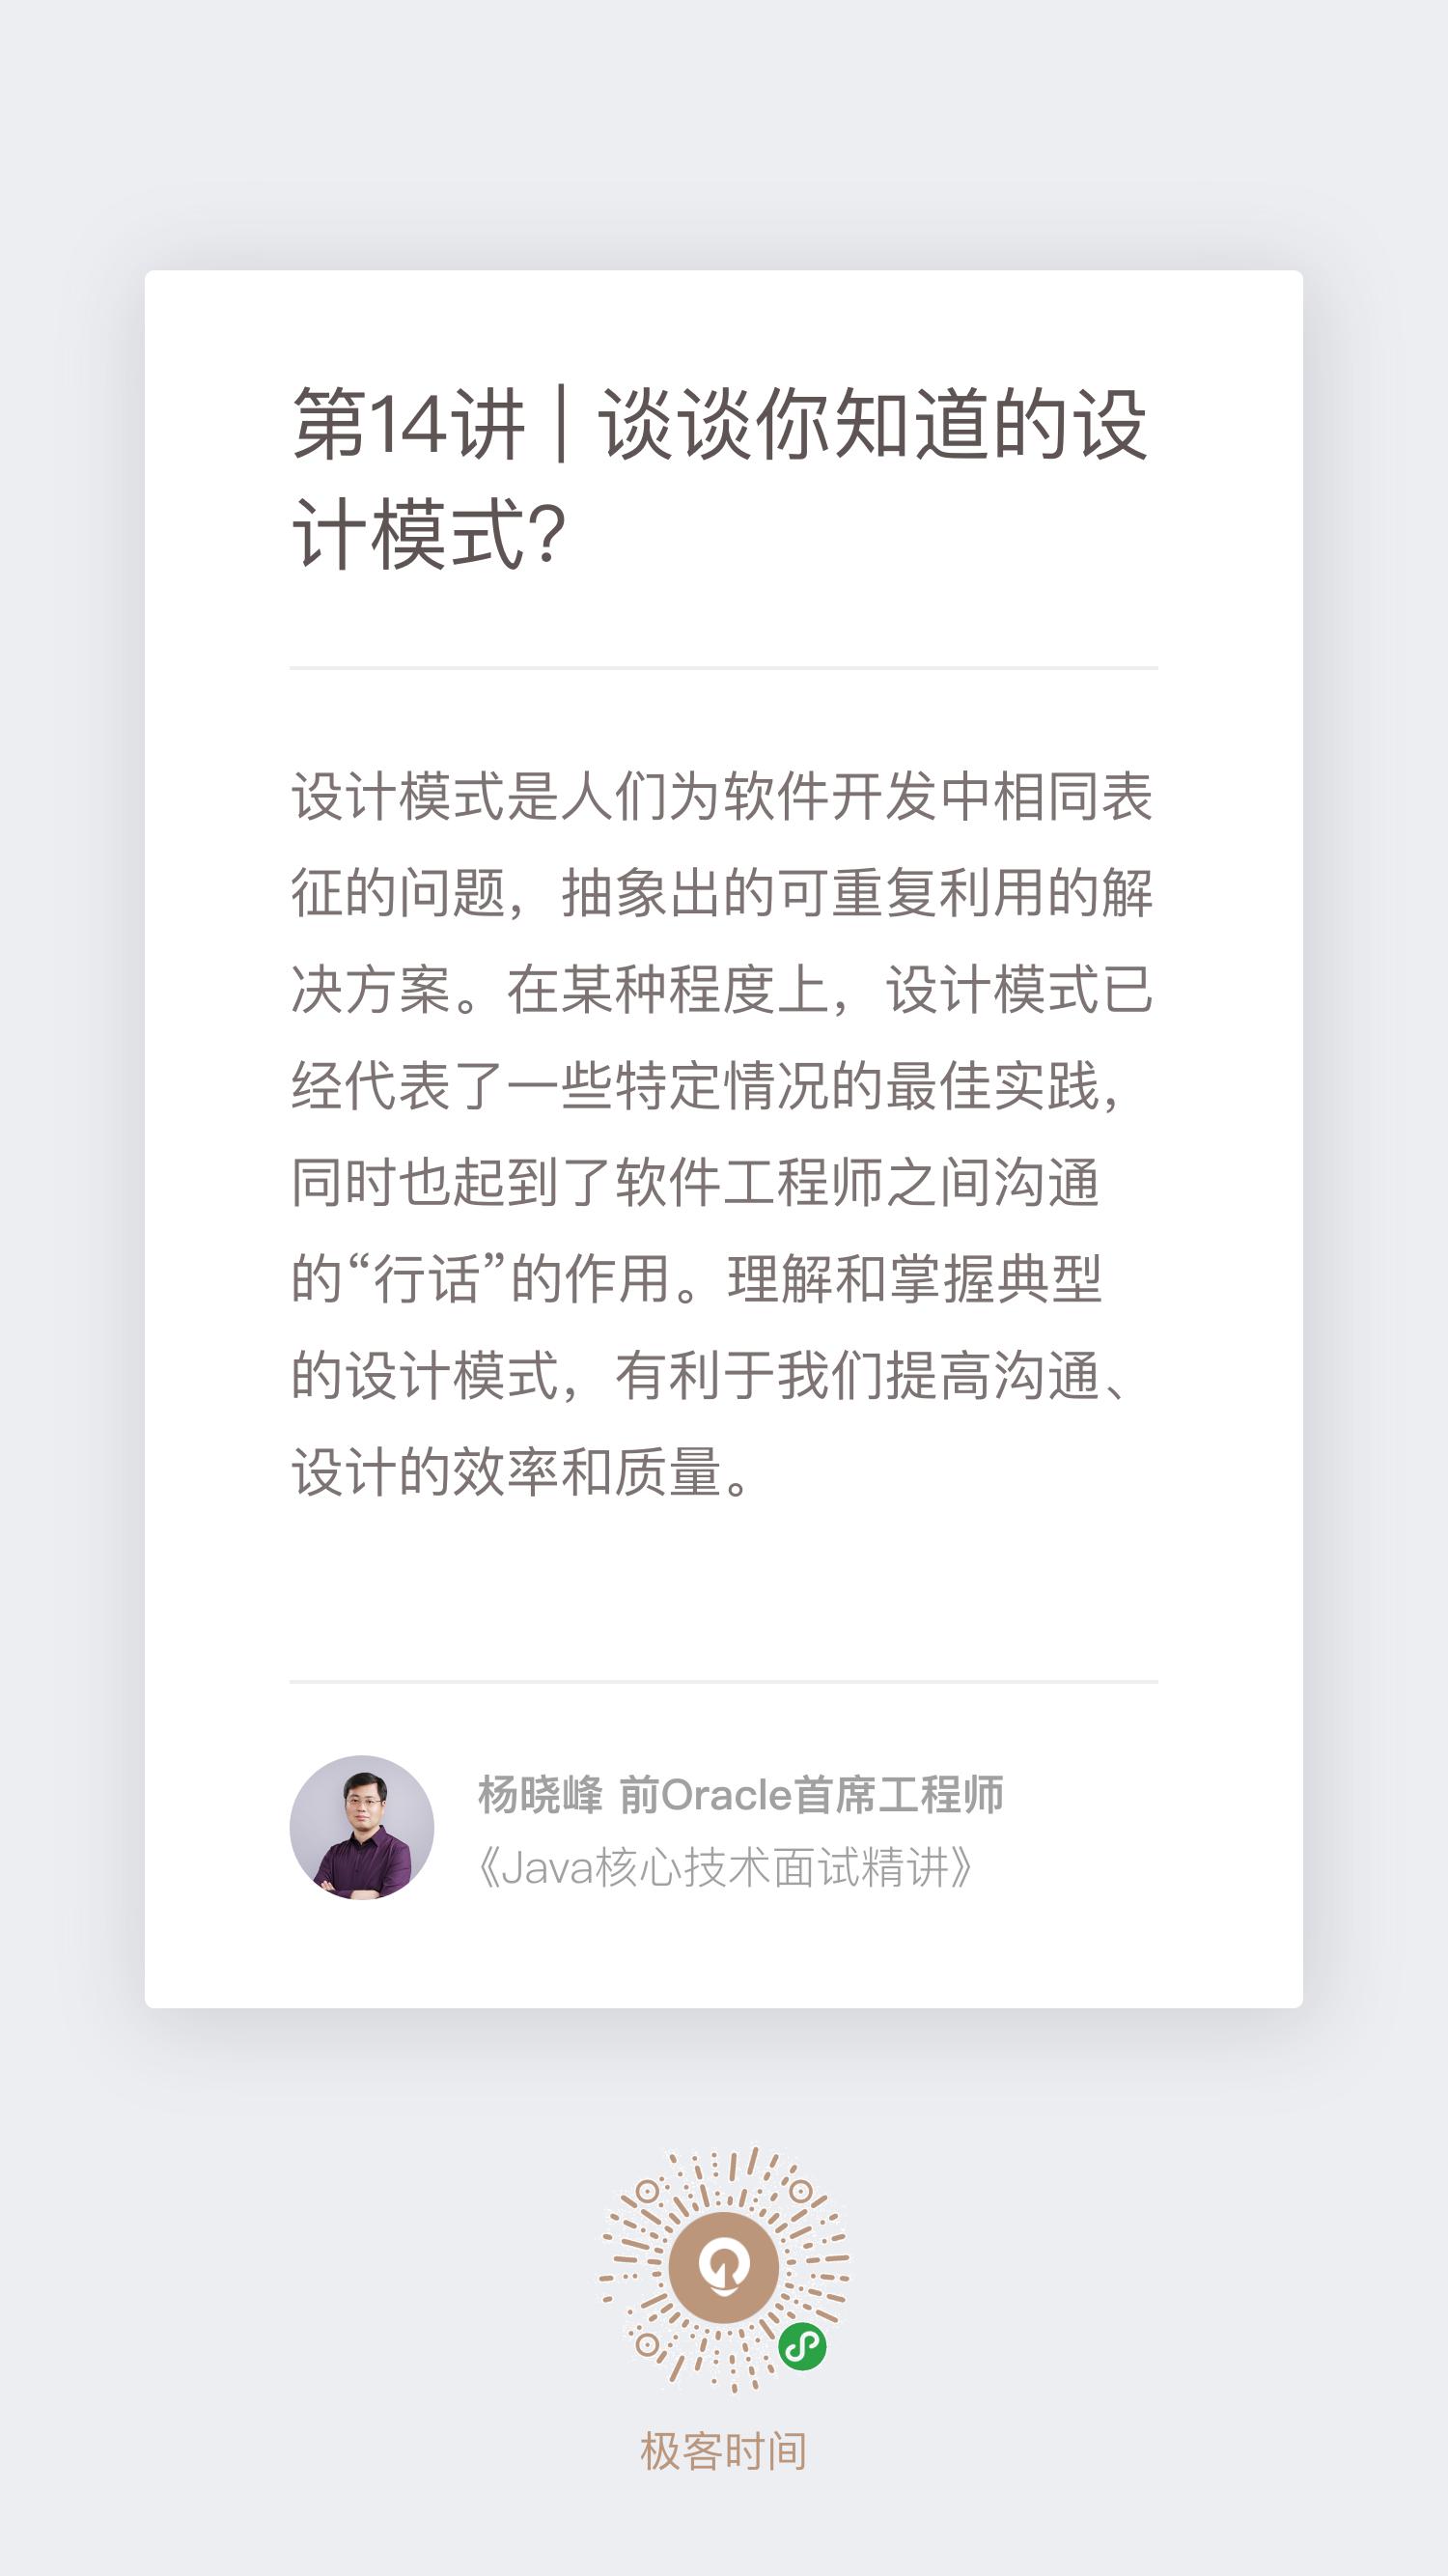 第14讲 | 谈谈你知道的设
计模式?
设计模式是人们为软件开发中相同表
征的问题，抽象出的可重复利用的解
决方案。在某种程度上，设计模式已
经代表了一些特定情况的最佳实践，
同时也起到了软件工程师之间沟通
的“行话”的作用。理解和掌握典型
的设计模式，有利于我们提高沟通、
设计的效率和质量。
杨晓峰 前Oracle首席工程师
《Java核心技术面试精讲》
极客时间